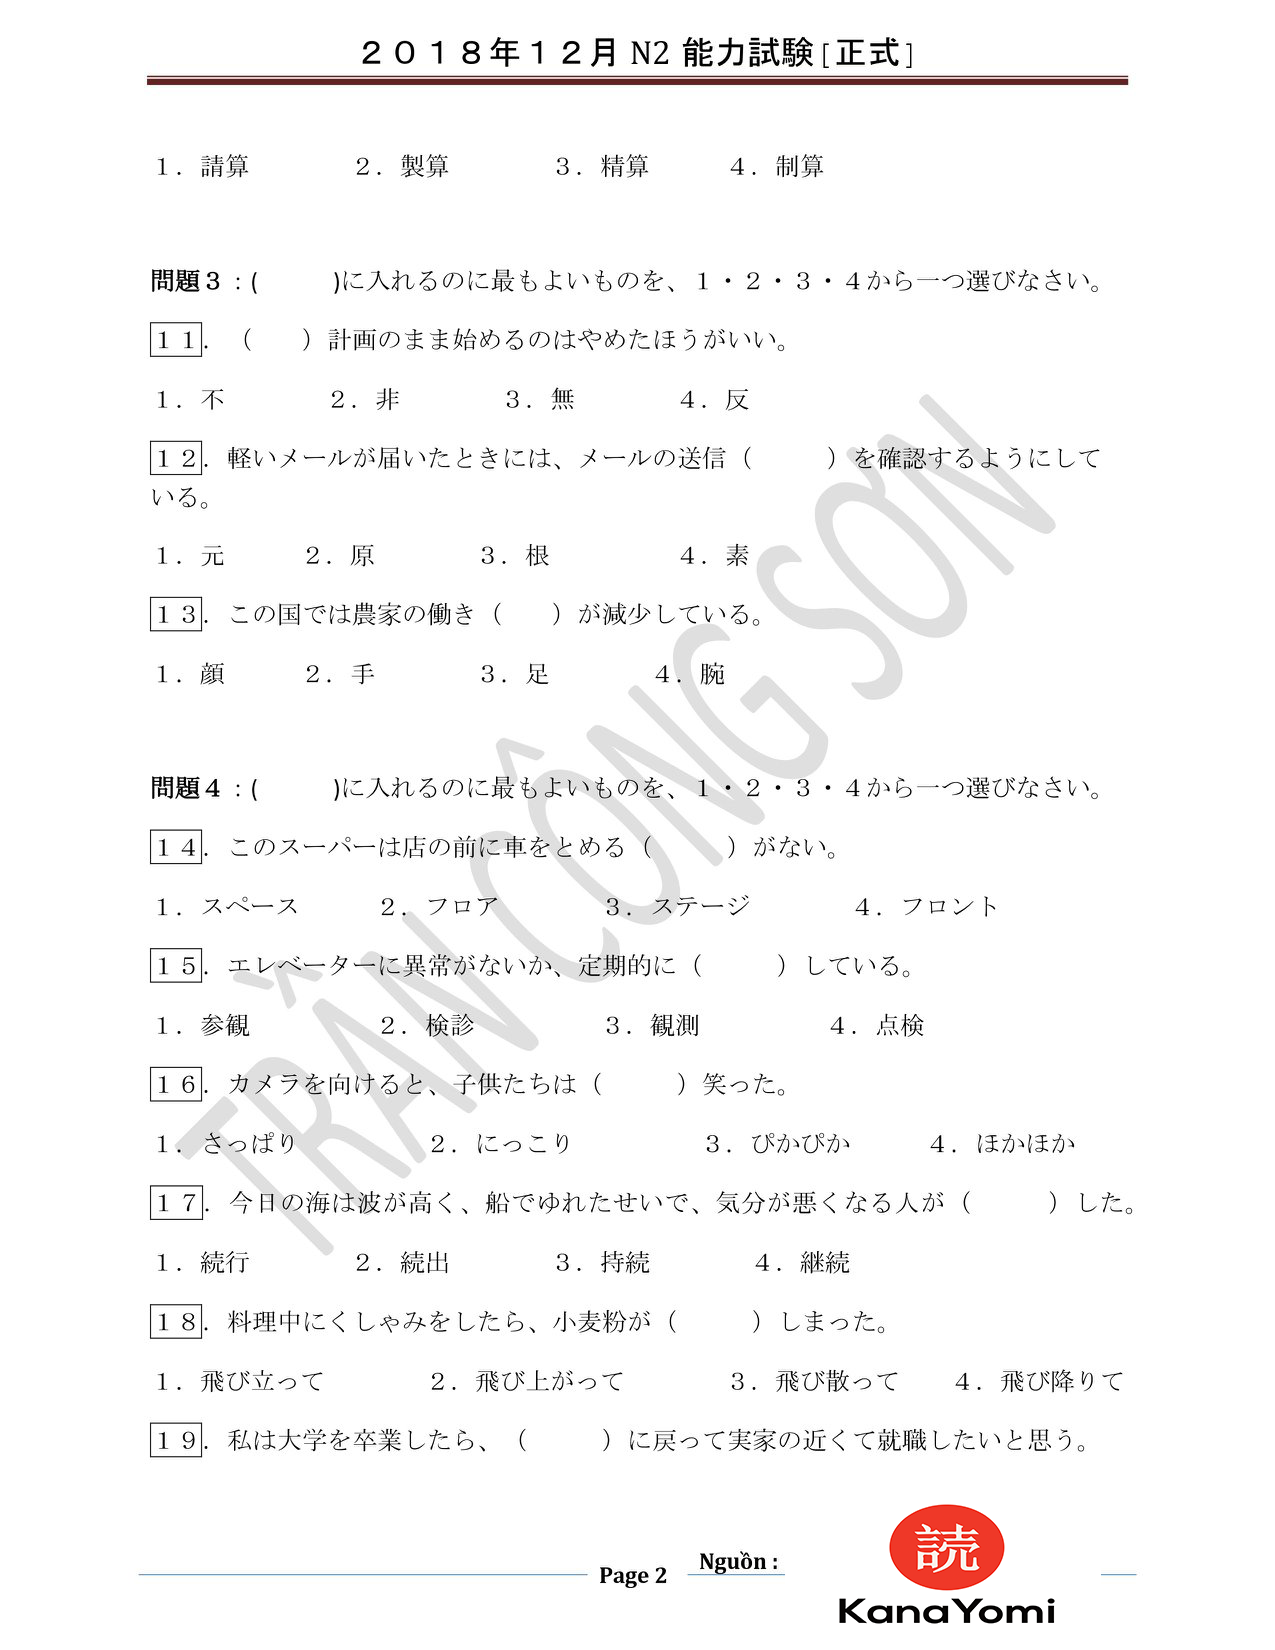 ２０１８年１２月 N2 能力試験[正式]
１．請算　２．製算　３．精算　４．制算
問題３：(　　　)に入れるのに最もよいものを、１・２・３・４から一つ選びなさい。
１１．（　　）計画のまま始めるのはやめたほうがいい。
１．不　２．非　３．無　４．反
１２．軽いメールが届いたときには、メールの送信（　　　）を確認するようにして
いる。
１．元　２．原　３．根　４．素
１３．この国では農家の働き（　　）が減少している。
１．顔　２．手　３．足　４．腕
問題４：(　　　)に入れるのに最もよいものを、１・２・３・４から一つ選びなさい。
１４．このスーパーは店の前に車をとめる（　　　）がない。
１．スペース　２．フロア　３．ステージ　４．フロント
１５．エレベーターに異常がないか、定期的に（　　　）している。
１．参観　２．検診　３．観測　４．点検
１６．カメラを向けると、子供たちは（　　　）笑った。
１．さっぱり　２．にっこり　３．ぴかぴか　４．ほかほか
１７．今日の海は波が高く、船でゆれたせいで、気分が悪くなる人が（　　　）した。
１．続行　２．続出　３．持続　４．継続
１８．料理中にくしゃみをしたら、小麦粉が（　　　）しまった。
１．飛び立って　２．飛び上がって　３．飛び散って　４．飛び降りて
１９．私は大学を卒業したら、（　　　）に戻って実家の近くて就職したいと思う。
TRẦN CÔNG SƠN
Page 2
Nguồn :
読
KanaYomi